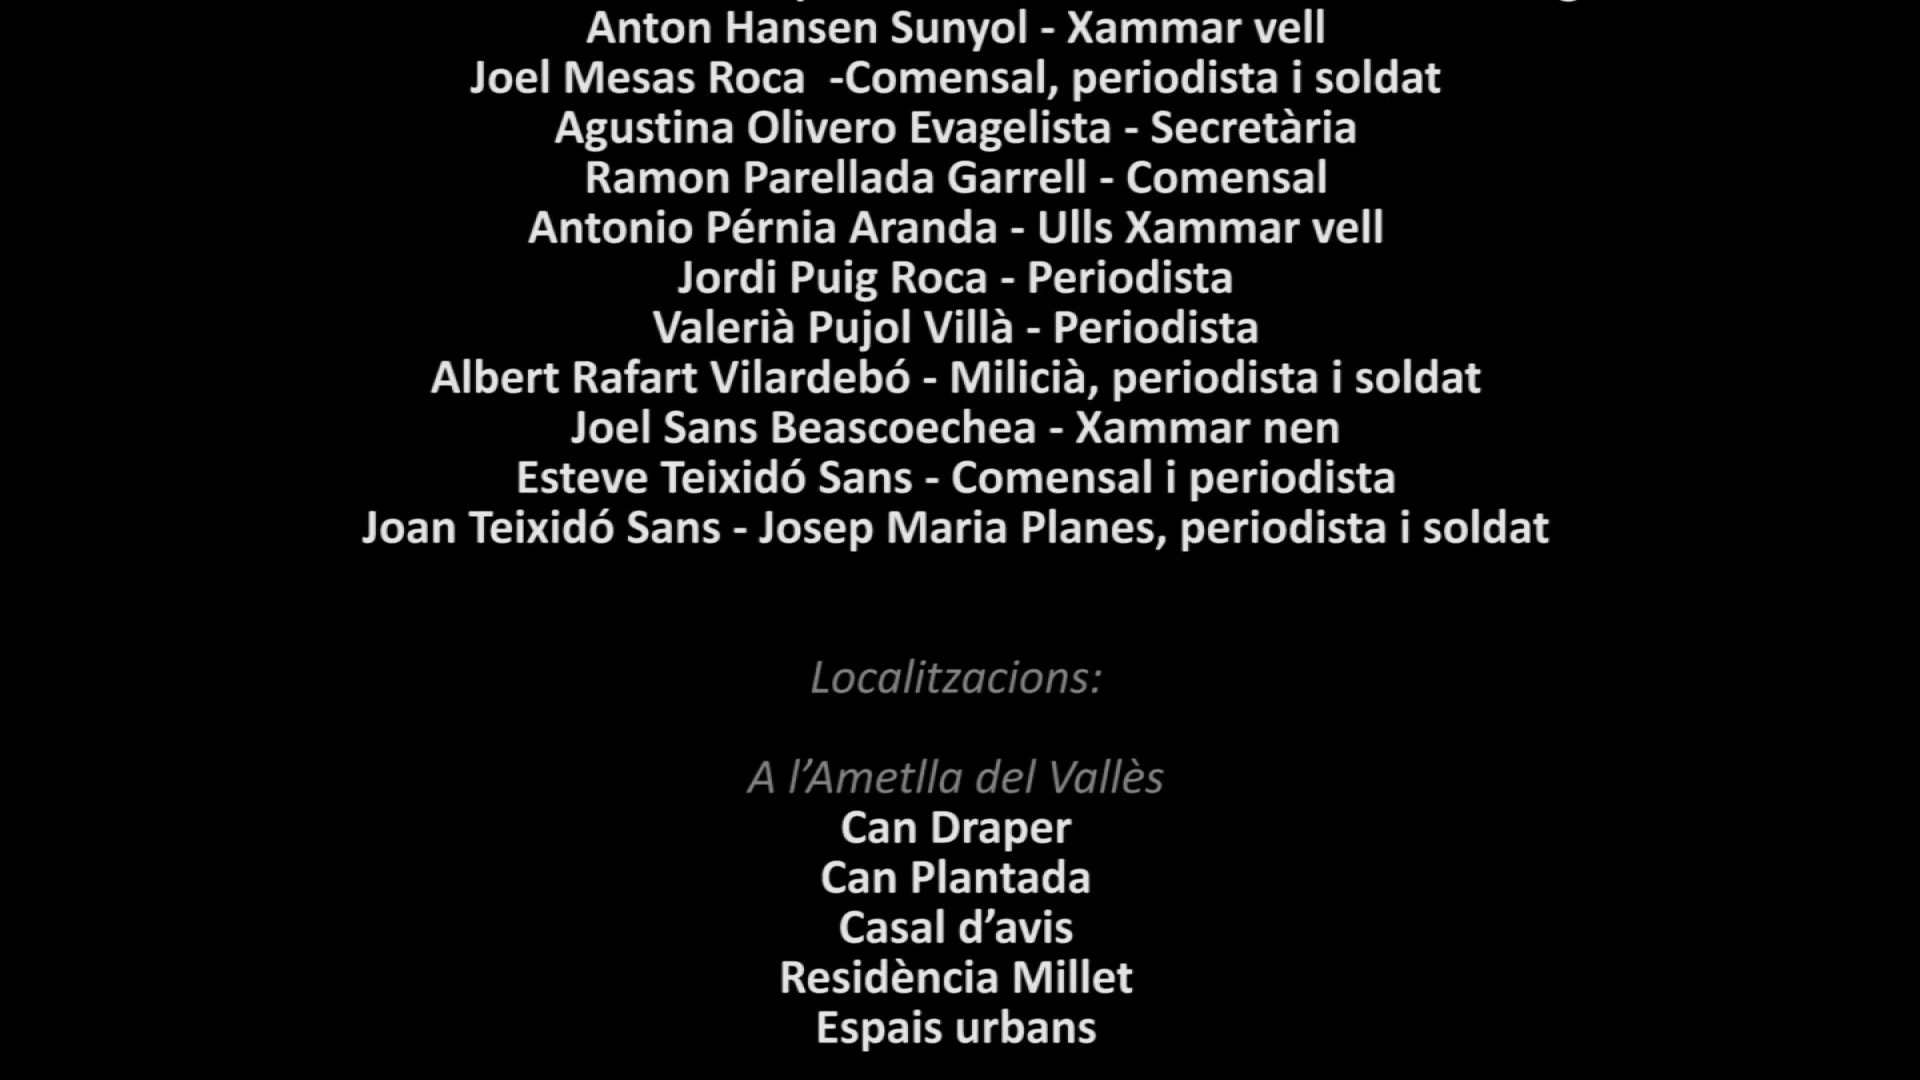 Anton Hansen Sunyol - Xammar vell
Joel Mesas Roca  -Comensal, periodista i soldat
Agustina Olivero Evagelista - Secretària
Ramon Parellada Garrell - Comensal
Antonio Pérnia Aranda - Ulls Xammar vell
Jordi Puig Roca - Periodista
Valerià Pujol Villà - Periodista
Albert Rafart Vilardebó - Milicià, periodista i soldat
Joel Sans Beascoechea - Xammar nen
Esteve Teixidó Sans - Comensal i periodista
Joan Teixidó Sans - Josep Maria Planes, periodista i soldat
Localitzacions:
A l’Ametlla del Vallès
Can Draper
Can Plantada
Casal d’avis
Residència Millet
Espais urbans